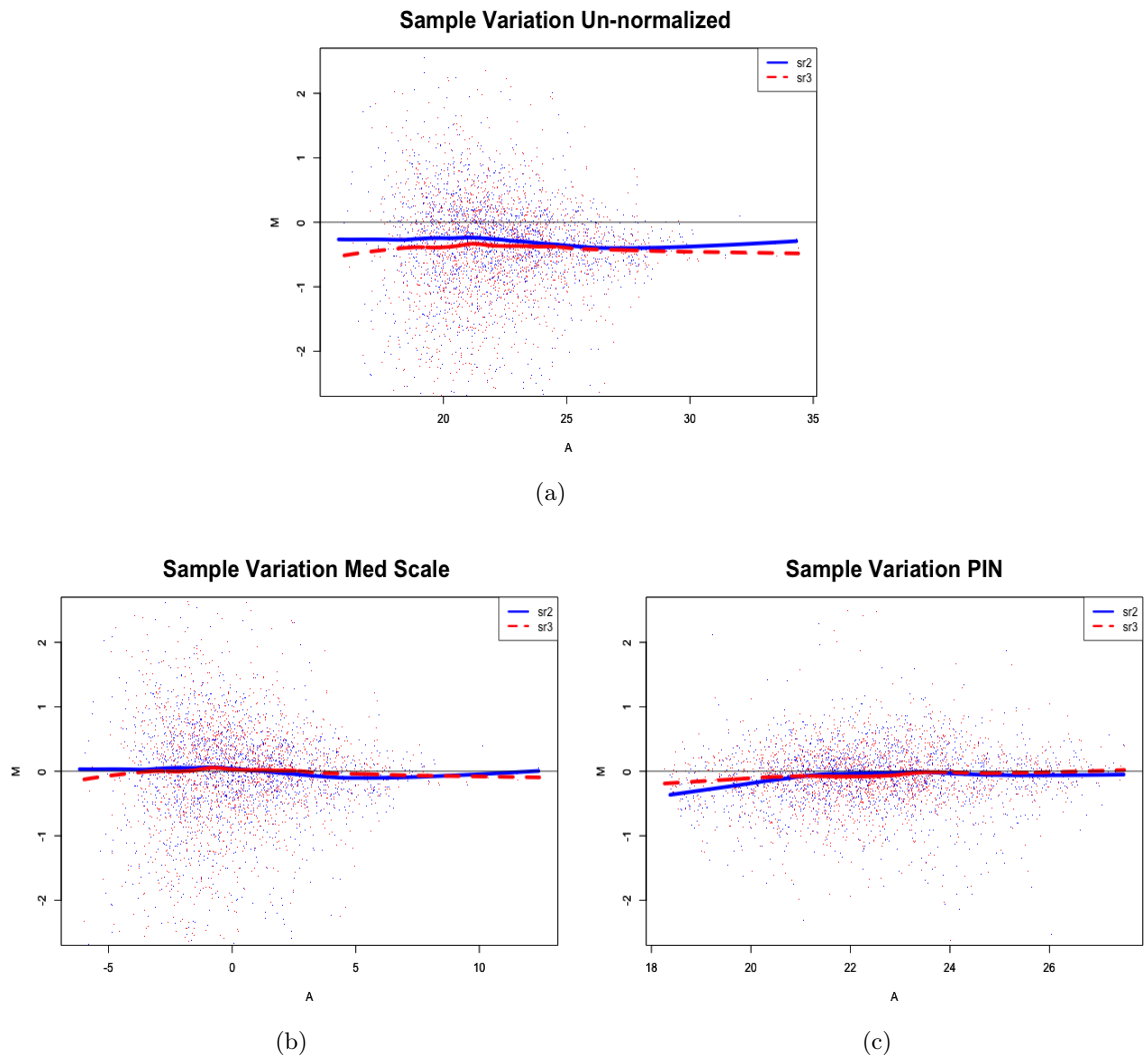 Sample Variation Un-normalized
sr2
sr3
2
1
0
-1
-2
M
20 25 30 35
A
(a)
Sample Variation Med Scale
sr2
sr3
2
1
0
-1
-2
M
-5 0 5 10
A
(b)
Sample Variation PIN
sr2
sr3
2
1
0
-1
-2
M
18 20 22 24 26
A
(c)